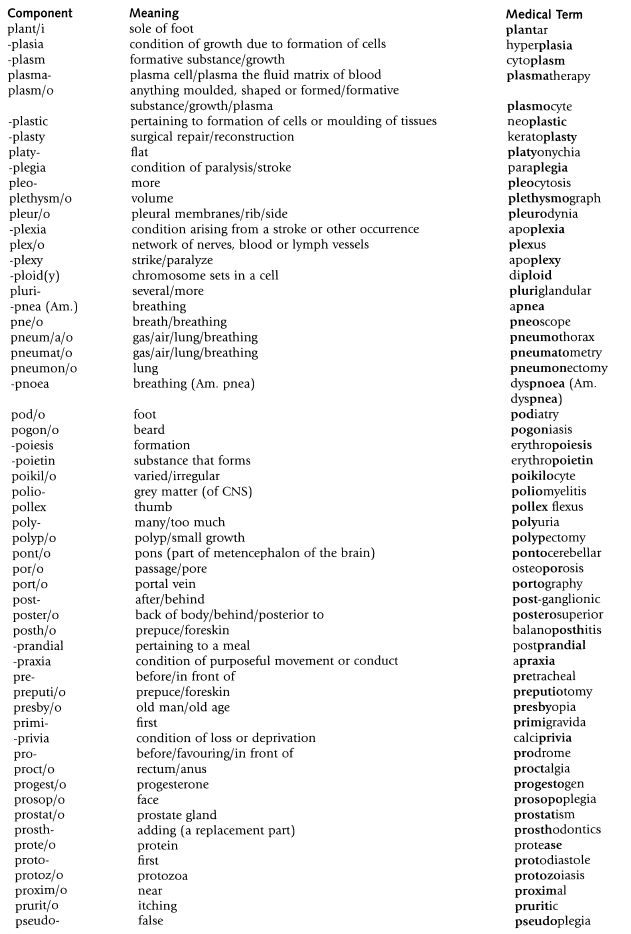 Component Meaning Medical Term
plant/i sole of foot plantar
-plasia condition of growth due to formation of cells hyperplasia
-plasm formative substance/growth cytoplasm
plasma- plasma cell/plasma the fluid matrix of blood plasmatherapy
plasm/o anything moulded, shaped or formed/formative
substance/growth/plasma plasmocyte
-plastic pertaining to formation of cells or moulding of tissues neoplastic
-plasty surgical repair/reconstruction keratoplasty
platy- flat platyonychia
-plegia condition of paralysis/stroke paraplegia
pleo- more pleocytosis
plethysm/o volume plethysmograph
pleur/o pleural membranes/rib/side pleurodynia
-plexia condition arising from a stroke or other occurrence apoplexia
plex/o network of nerves, blood or lymph vessels plexus
-plexy strike/paralyze apoplexy
-ploid(y) chromosome sets in a cell diploid
pluri- several/more pluriglandular
-pnea (Am.) breathing apnea
pne/o breath/breathing pneoscope
pneum/a/o gas/air/lung/breathing pneumothorax
pneumat/o gas/air/lung/breathing pneumatometry
pneumon/o lung pneumonectomy
-pnoea breathing (Am. pnea) dyspnoea (Am.
dyspnea)
pod/o foot podiatry
pogon/o beard pogoniasis
-poiesis formation erythropoiesis
-poietin substance that forms erythropoietin
poikil/o varied/irregular poikilocyte
polio- grey matter (of CNS) poliomyelitis
pollex thumb pollex flexus
poly- many/too much polyuria
polyp/o polyp/small growth polypectomy
pont/o pons (part of metencephalon of the brain) pontocerebellar
por/o passage/pore osteoporosis
port/o portal vein portography
post- after/behind post-ganglionic
poster/o back of body/behind/posterior to posterosuperior
posth/o prepuce/foreskin balanoposthitis
-prandial pertaining to a meal postprandial
-praxia condition of purposeful movement or conduct apraxia
pre- before/in front of pretracheal
preputi/o prepuce/foreskin preputiotomy
presby/o old man/old age presbyopia
primi- first primigravida
-privia condition of loss or deprivation calciprivia
pro- before/favouring/in front of prodrome
proct/o rectum/anus proctalgia
progest/o progesterone progestogen
prosop/o face prosopoplegia
prostat/o prostate gland prostatism
prosth- adding (a replacement part) prosthodontics
prote/o protein protease
proto- first protodiastole
protoz/o protozoa protozoiasis
proxim/o near proximal
prurit/o itching pruritic
pseudo- false pseudoplegia